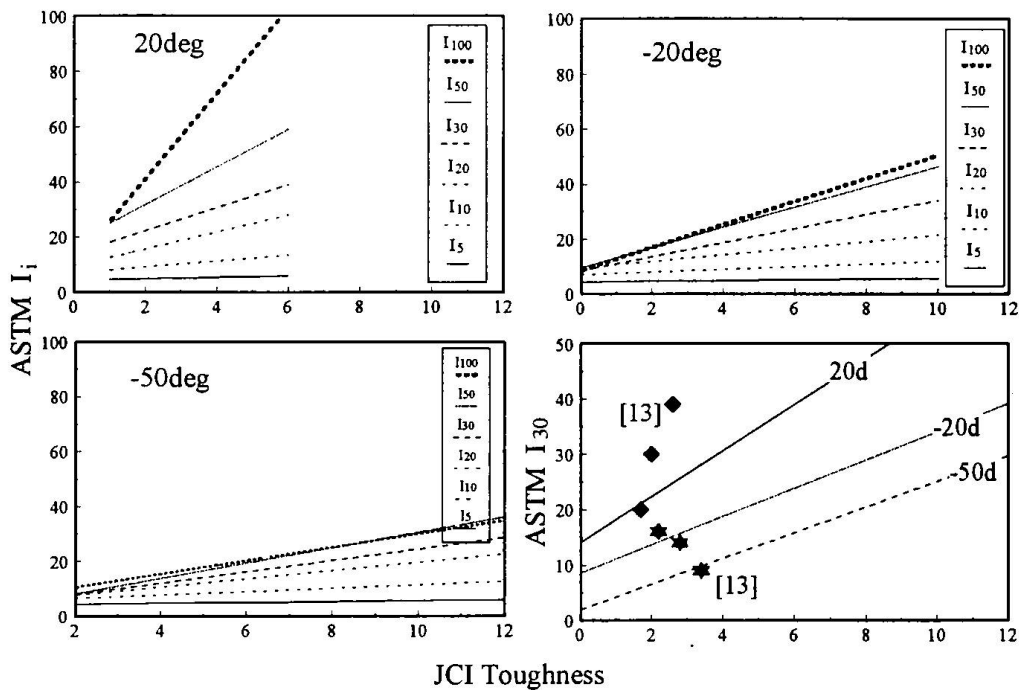 ASTM I i
20deg
100
80
60
40
20
0
0 2 4 6 8 10 12
I100
I50
I30
I20
I10
I5
-20deg
100
80
60
40
20
0
0 2 4 6 8 10 12
I100
I50
I30
I20
I10
I5
-50deg
100
80
60
40
20
0
2 4 6 8 10 12
I100
I50
I30
I20
I10
I5
ASTM I30
50
40
30
20
10
0
0 2 4 6 8 10 12
20d
[13]
-20d
-50d
[13]
JCI Toughness